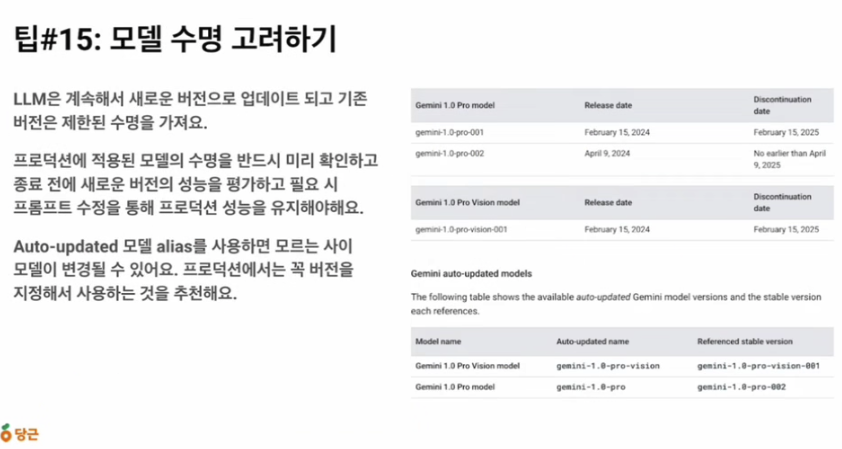 팁#15: 모델 수명 고려하기
LLM은 계속해서 새로운 버전으로 업데이트 되고 기존
버전은 제한된 수명을 가져요.
프로덕션에 적용된 모델의 수명을 반드시 미리 확인하고
종료 전에 새로운 버전의 성능을 평가하고 필요 시
프롬프트 수정을 통해 프로덕션 성능을 유지해야해요.
Auto-updated 모델 alias를 사용하면 모르는 사이
모델이 변경될 수 있어요. 프로덕션에서는 꼭 버전을
지정해서 사용하는 것을 추천해요.
Gemini 1.0 Pro model Release date Discontinuation
date
gemini-1.0-pro-001 February 15, 2024 February 15, 2025
gemini-1.0-pro-002 April 9, 2024 No earlier than April
9, 2025
Gemini 1.0 Pro Vision model Release date Discontinuation
date
gemini-1.0-pro-vision-001 February 15, 2024 February 15, 2025
Gemini auto-updated models
The following table shows the available auto-updated Gemini model versions and the stable version
each references.
Model name Auto-updated name Referenced stable version
Gemini 1.0 Pro Vision model gemini-1.0-pro-vision gemini-1.0-pro-vision-001
Gemini 1.0 Pro model gemini-1.0-pro gemini-1.0-pro-002
당근